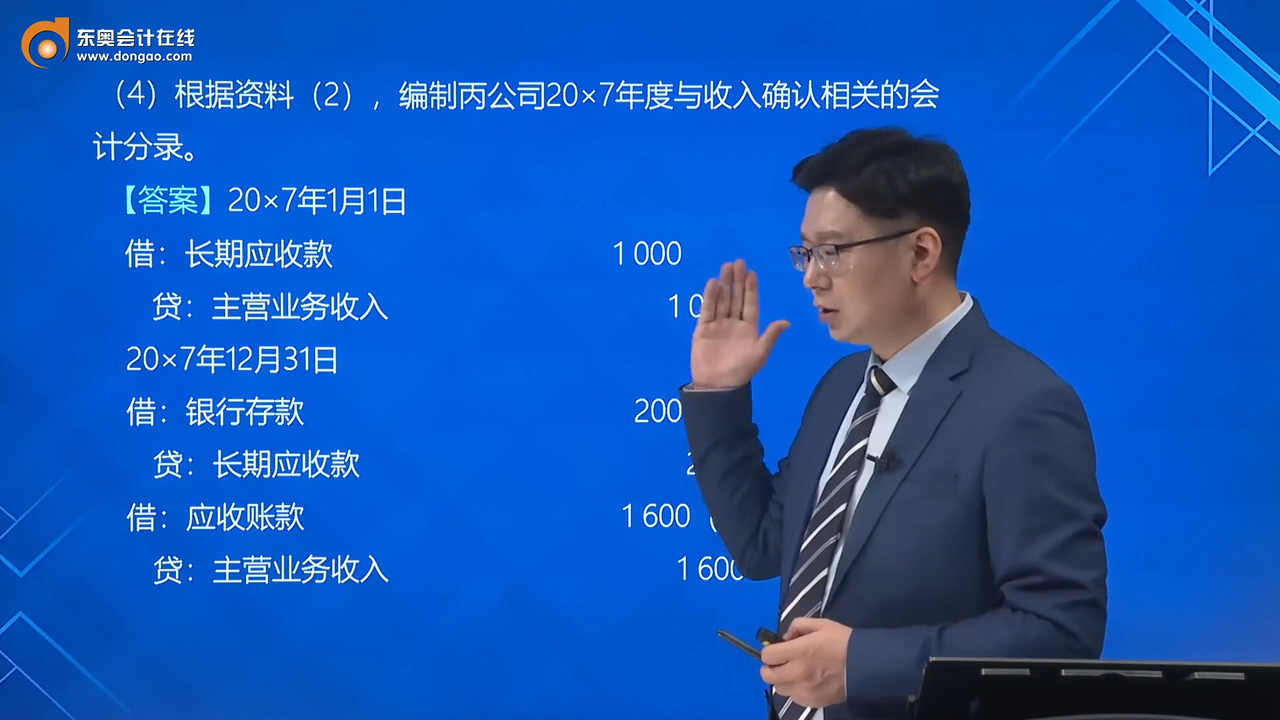 东奥会计在线
www.dongao.com
（4）根据资料（2），编制丙公司20×7年度与收入确认相关的会
计分录。
【答案】20×7年1月1日
借：长期应收款 1 000
贷：主营业务收入 1 0
20×7年12月31日
借：银行存款 200
贷：长期应收款 2
借：应收账款 1 600（
贷：主营业务收入 1 600